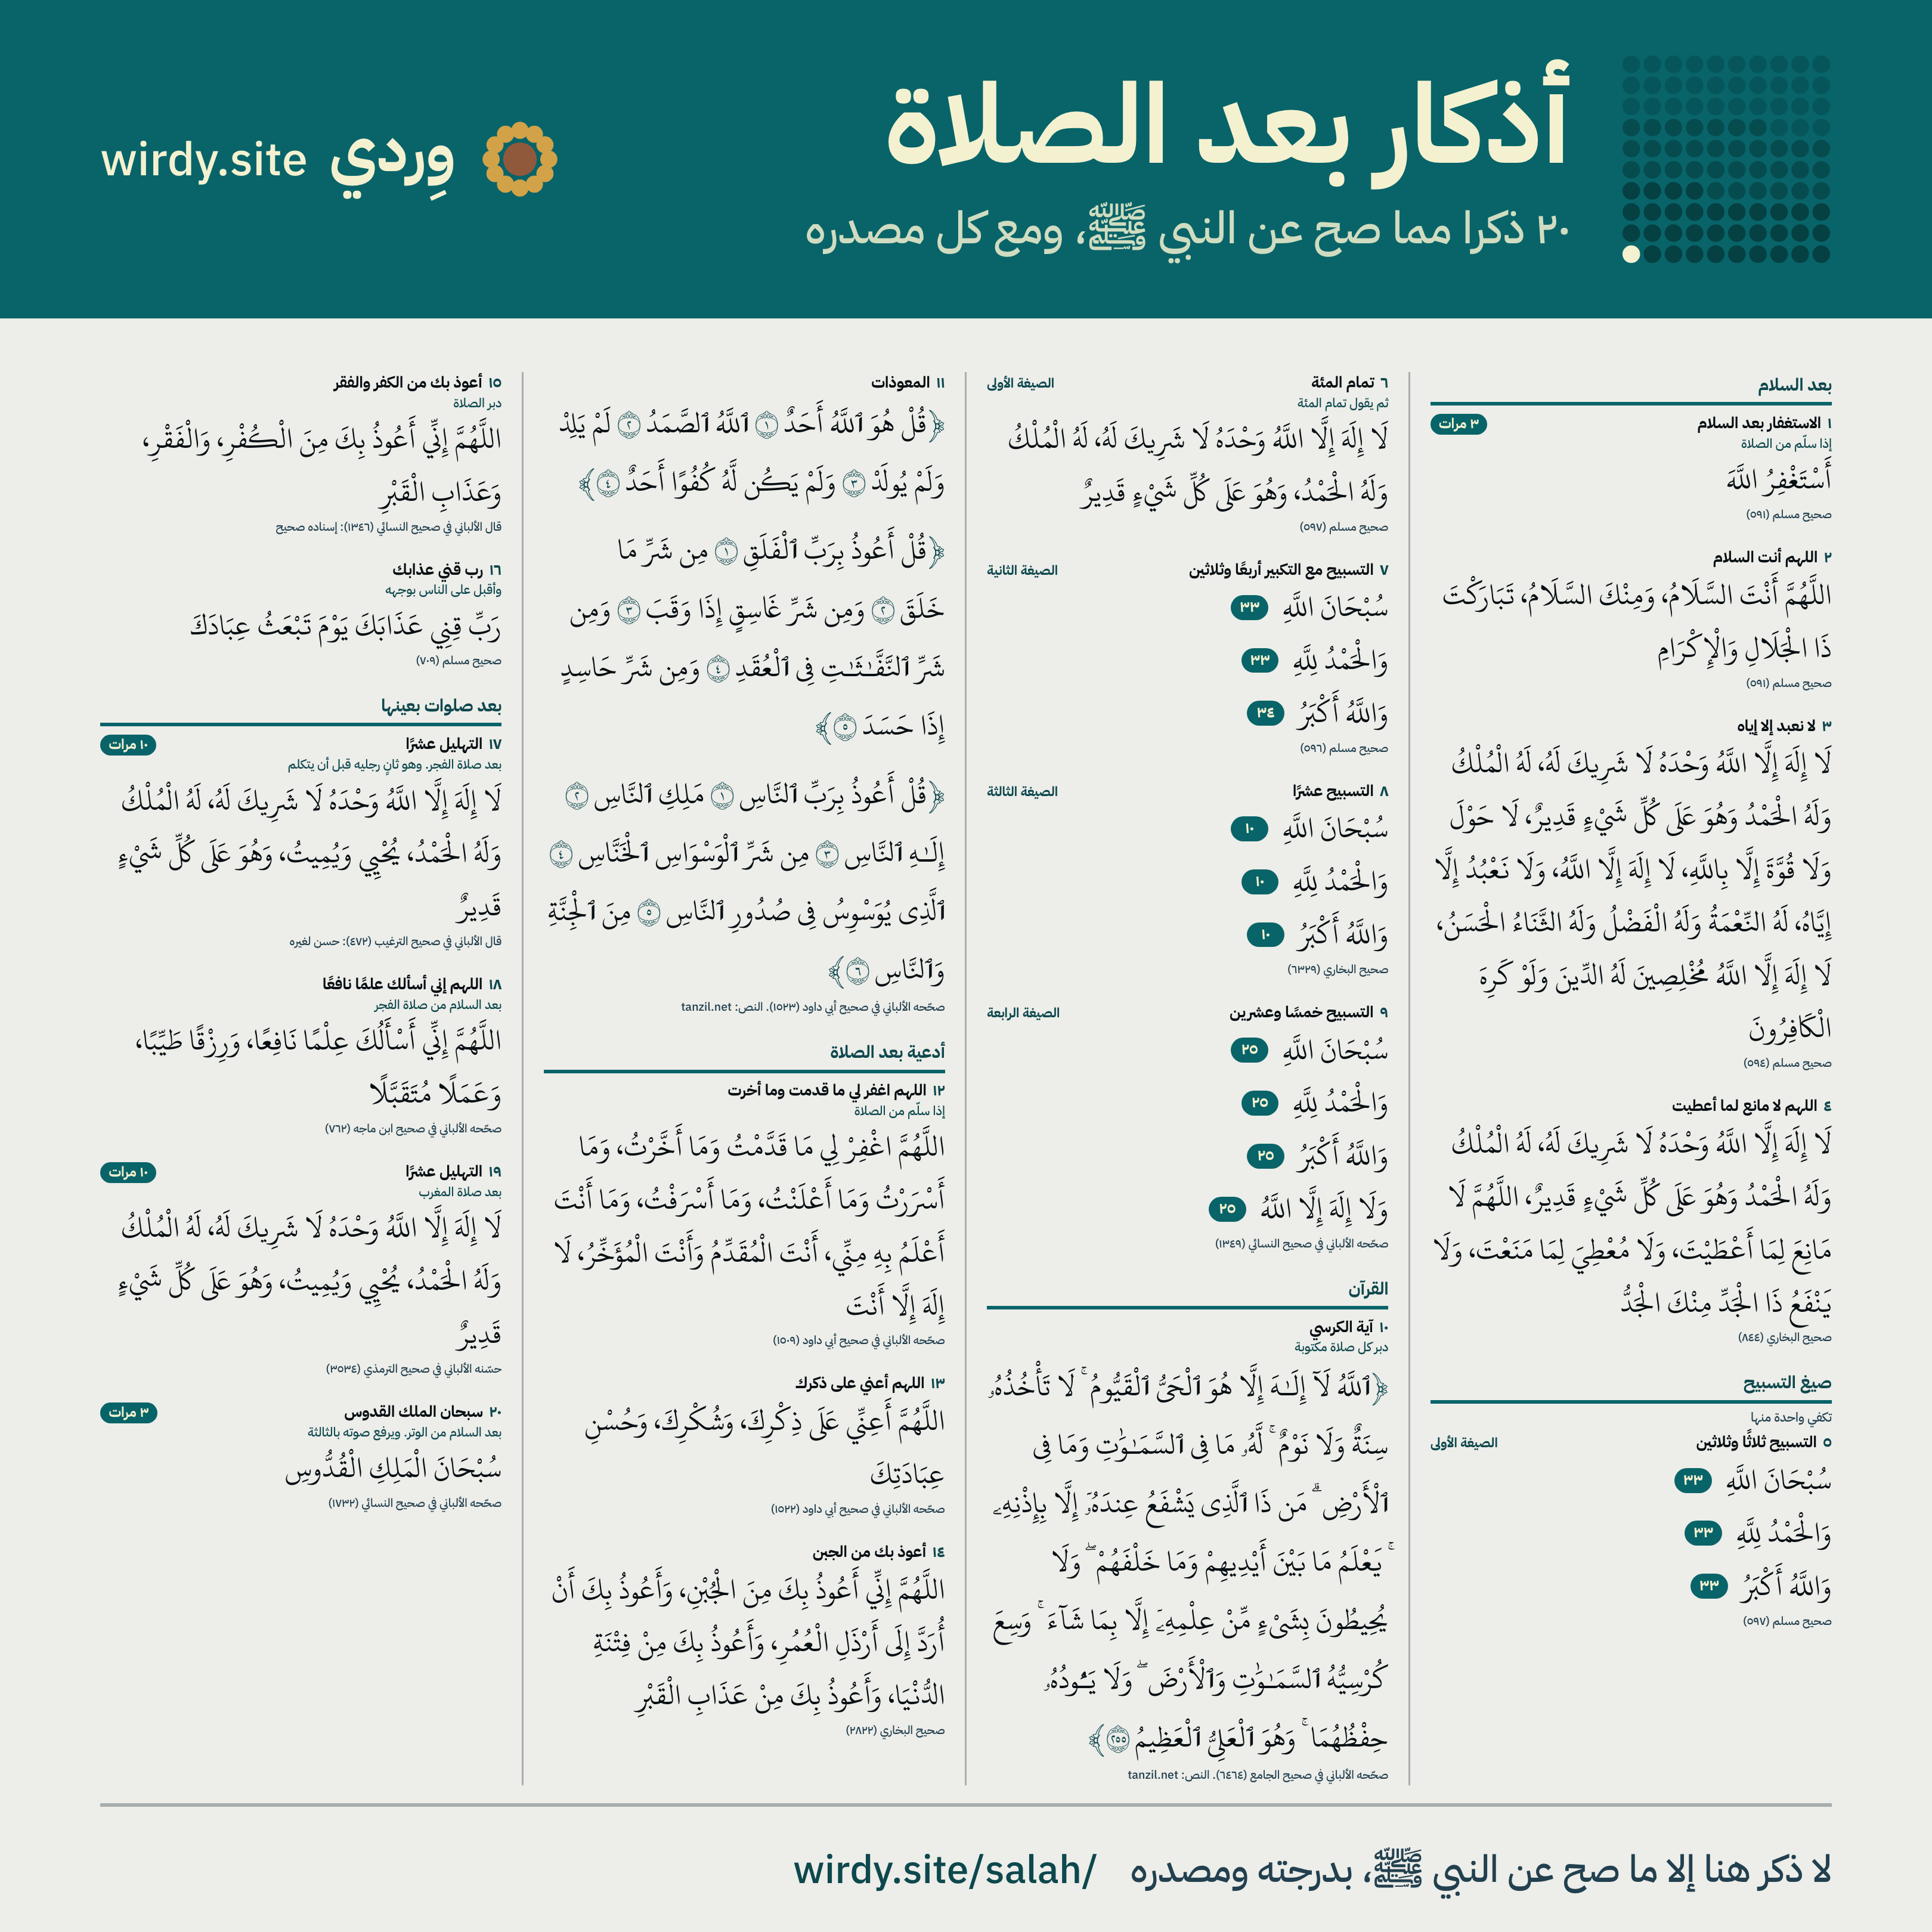 أذكار بعد الصلاة
٢٠ ذكرا مما صح عن النبي ﷺ، ومع كل مصدره
وِردي wirdy.site
بعد السلام
١ الاستغفار بعد السلام ٣ مرات
إذا سلّم من الصلاة
أَسْتَغْفِرُ اللَّهَ
صحيح مسلم (٥٩١)
٢ اللهم أنت السلام
اللَّهُمَّ أَنْتَ السَّلَامُ، وَمِنْكَ السَّلَامُ، تَبَارَكْتَ
ذَا الْجَلَالِ وَالْإِكْرَامِ
صحيح مسلم (٥٩١)
٣ لا نعبد إلا إياه
لَا إِلَهَ إِلَّا اللَّهُ وَحْدَهُ لَا شَرِيكَ لَهُ، لَهُ الْمُلْكُ
وَلَهُ الْحَمْدُ وَهُوَ عَلَى كُلِّ شَيْءٍ قَدِيرٌ، لَا حَوْلَ
وَلَا قُوَّةَ إِلَّا بِاللَّهِ، لَا إِلَهَ إِلَّا اللَّهُ، وَلَا نَعْبُدُ إِلَّا
إِيَّاهُ، لَهُ النِّعْمَةُ وَلَهُ الْفَضْلُ وَلَهُ الثَّنَاءُ الْحَسَنُ،
لَا إِلَهَ إِلَّا اللَّهُ مُخْلِصِينَ لَهُ الدِّينَ وَلَوْ كَرِهَ
الْكَافِرُونَ
صحيح مسلم (٥٩٤)
٤ اللهم لا مانع لما أعطيت
لَا إِلَهَ إِلَّا اللَّهُ وَحْدَهُ لَا شَرِيكَ لَهُ، لَهُ الْمُلْكُ
وَلَهُ الْحَمْدُ وَهُوَ عَلَى كُلِّ شَيْءٍ قَدِيرٌ، اللَّهُمَّ لَا
مَانِعَ لِمَا أَعْطَيْتَ، وَلَا مُعْطِيَ لِمَا مَنَعْتَ، وَلَا
يَنْفَعُ ذَا الْجَدِّ مِنْكَ الْجَدُّ
صحيح البخاري (٨٤٤)
صيغ التسبيح
تكفي واحدة منها
٥ التسبيح ثلاثًا وثلاثين الصيغة الأولى
سُبْحَانَ اللَّهِ ٣٣
وَالْحَمْدُ لِلَّهِ ٣٣
وَاللَّهُ أَكْبَرُ ٣٣
صحيح مسلم (٥٩٧)
٦ تمام المئة الصيغة الأولى
ثم يقول تمام المئة
لَا إِلَهَ إِلَّا اللَّهُ وَحْدَهُ لَا شَرِيكَ لَهُ، لَهُ الْمُلْكُ
وَلَهُ الْحَمْدُ، وَهُوَ عَلَى كُلِّ شَيْءٍ قَدِيرٌ
صحيح مسلم (٥٩٧)
٧ التسبيح مع التكبير أربعًا وثلاثين الصيغة الثانية
سُبْحَانَ اللَّهِ ٣٣
وَالْحَمْدُ لِلَّهِ ٣٣
وَاللَّهُ أَكْبَرُ ٣٤
صحيح مسلم (٥٩٦)
٨ التسبيح عشرًا الصيغة الثالثة
سُبْحَانَ اللَّهِ ١٠
وَالْحَمْدُ لِلَّهِ ١٠
وَاللَّهُ أَكْبَرُ ١٠
صحيح البخاري (٦٣٢٩)
٩ التسبيح خمسًا وعشرين الصيغة الرابعة
سُبْحَانَ اللَّهِ ٢٥
وَالْحَمْدُ لِلَّهِ ٢٥
وَاللَّهُ أَكْبَرُ ٢٥
وَلَا إِلَهَ إِلَّا اللَّهُ ٢٥
صحّحه الألباني في صحيح النسائي (١٣٤٩)
القرآن
١٠ آية الكرسي
دبر كل صلاة مكتوبة
﴿ٱللَّهُ لَآ إِلَـٰهَ إِلَّا هُوَ ٱلْحَىُّ ٱلْقَيُّومُ ۚ لَا تَأْخُذُهُۥ
سِنَةٌ وَلَا نَوْمٌ ۚ لَّهُۥ مَا فِى ٱلسَّمَـٰوَٰتِ وَمَا فِى
ٱلْأَرْضِ ۗ مَن ذَا ٱلَّذِى يَشْفَعُ عِندَهُۥٓ إِلَّا بِإِذْنِهِۦ
ۚ يَعْلَمُ مَا بَيْنَ أَيْدِيهِمْ وَمَا خَلْفَهُمْ ۖ وَلَا
يُحِيطُونَ بِشَىْءٍ مِّنْ عِلْمِهِۦٓ إِلَّا بِمَا شَآءَ ۚ وَسِعَ
كُرْسِيُّهُ ٱلسَّمَـٰوَٰتِ وَٱلْأَرْضَ ۖ وَلَا يَـُٔودُهُۥ
حِفْظُهُمَا ۚ وَهُوَ ٱلْعَلِىُّ ٱلْعَظِيمُ ٢٥٥﴾
صحّحه الألباني في صحيح الجامع (٦٤٦٤). النص: tanzil.net
١١ المعوذات
﴿قُلْ هُوَ ٱللَّهُ أَحَدٌ ١ ٱللَّهُ ٱلصَّمَدُ ٢ لَمْ يَلِدْ
وَلَمْ يُولَدْ ٣ وَلَمْ يَكُن لَّهُ كُفُوًا أَحَدٌ ٤﴾
﴿قُلْ أَعُوذُ بِرَبِّ ٱلْفَلَقِ ١ مِن شَرِّ مَا
خَلَقَ ٢ وَمِن شَرِّ غَاسِقٍ إِذَا وَقَبَ ٣ وَمِن
شَرِّ ٱلنَّفَّـٰثَـٰتِ فِى ٱلْعُقَدِ ٤ وَمِن شَرِّ حَاسِدٍ
إِذَا حَسَدَ ٥﴾
﴿قُلْ أَعُوذُ بِرَبِّ ٱلنَّاسِ ١ مَلِكِ ٱلنَّاسِ ٢
إِلَـٰهِ ٱلنَّاسِ ٣ مِن شَرِّ ٱلْوَسْوَاسِ ٱلْخَنَّاسِ ٤
ٱلَّذِى يُوَسْوِسُ فِى صُدُورِ ٱلنَّاسِ ٥ مِنَ ٱلْجِنَّةِ
وَٱلنَّاسِ ٦﴾
صحّحه الألباني في صحيح أبي داود (١٥٢٣). النص: tanzil.net
أدعية بعد الصلاة
١٢ اللهم اغفر لي ما قدمت وما أخرت
إذا سلّم من الصلاة
اللَّهُمَّ اغْفِرْ لِي مَا قَدَّمْتُ وَمَا أَخَّرْتُ، وَمَا
أَسْرَرْتُ وَمَا أَعْلَنْتُ، وَمَا أَسْرَفْتُ، وَمَا أَنْتَ
أَعْلَمُ بِهِ مِنِّي، أَنْتَ الْمُقَدِّمُ وَأَنْتَ الْمُؤَخِّرُ، لَا
إِلَهَ إِلَّا أَنْتَ
صحّحه الألباني في صحيح أبي داود (١٥٠٩)
١٣ اللهم أعني على ذكرك
اللَّهُمَّ أَعِنِّي عَلَى ذِكْرِكَ، وَشُكْرِكَ، وَحُسْنِ
عِبَادَتِكَ
صحّحه الألباني في صحيح أبي داود (١٥٢٢)
١٤ أعوذ بك من الجبن
اللَّهُمَّ إِنِّي أَعُوذُ بِكَ مِنَ الْجُبْنِ، وَأَعُوذُ بِكَ أَنْ
أُرَدَّ إِلَى أَرْذَلِ الْعُمُرِ، وَأَعُوذُ بِكَ مِنْ فِتْنَةِ
الدُّنْيَا، وَأَعُوذُ بِكَ مِنْ عَذَابِ الْقَبْرِ
صحيح البخاري (٢٨٢٢)
١٥ أعوذ بك من الكفر والفقر
دبر الصلاة
اللَّهُمَّ إِنِّي أَعُوذُ بِكَ مِنَ الْكُفْرِ، وَالْفَقْرِ،
وَعَذَابِ الْقَبْرِ
قال الألباني في صحيح النسائي (١٣٤٦): إسناده صحيح
١٦ رب قني عذابك
وأقبل على الناس بوجهه
رَبِّ قِنِي عَذَابَكَ يَوْمَ تَبْعَثُ عِبَادَكَ
صحيح مسلم (٧٠٩)
بعد صلوات بعينها
١٧ التهليل عشرًا ١٠ مرات
بعد صلاة الفجر. وهو ثانٍ رجليه قبل أن يتكلم
لَا إِلَهَ إِلَّا اللَّهُ وَحْدَهُ لَا شَرِيكَ لَهُ، لَهُ الْمُلْكُ
وَلَهُ الْحَمْدُ، يُحْيِي وَيُمِيتُ، وَهُوَ عَلَى كُلِّ شَيْءٍ
قَدِيرٌ
قال الألباني في صحيح الترغيب (٤٧٢): حسن لغيره
١٨ اللهم إني أسألك علمًا نافعًا
بعد السلام من صلاة الفجر
اللَّهُمَّ إِنِّي أَسْأَلُكَ عِلْمًا نَافِعًا، وَرِزْقًا طَيِّبًا،
وَعَمَلًا مُتَقَبَّلًا
صحّحه الألباني في صحيح ابن ماجه (٧٦٢)
١٩ التهليل عشرًا ١٠ مرات
بعد صلاة المغرب
لَا إِلَهَ إِلَّا اللَّهُ وَحْدَهُ لَا شَرِيكَ لَهُ، لَهُ الْمُلْكُ
وَلَهُ الْحَمْدُ، يُحْيِي وَيُمِيتُ، وَهُوَ عَلَى كُلِّ شَيْءٍ
قَدِيرٌ
حسّنه الألباني في صحيح الترمذي (٣٥٣٤)
٢٠ سبحان الملك القدوس ٣ مرات
بعد السلام من الوتر. ويرفع صوته بالثالثة
سُبْحَانَ الْمَلِكِ الْقُدُّوسِ
صحّحه الألباني في صحيح النسائي (١٧٣٢)
لا ذكر هنا إلا ما صح عن النبي ﷺ، بدرجته ومصدره wirdy.site/salah/